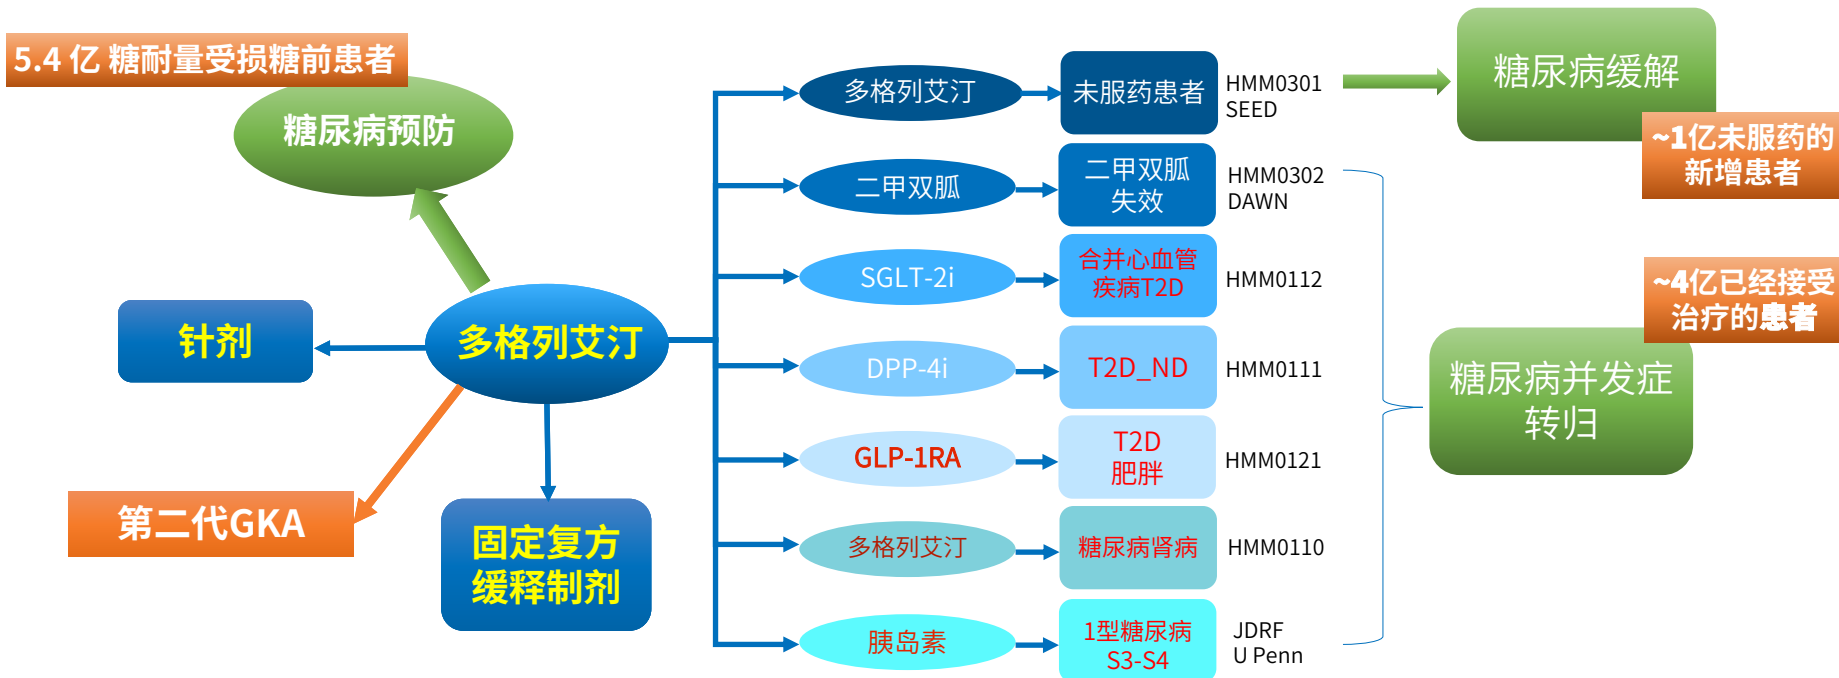 5.4 亿 糖耐量受损糖前患者
糖尿病预防
针剂
多格列艾汀
第二代GKA
固定复方
缓释制剂
多格列艾汀
未服药患者
HMM0301
SEED
二甲双胍
二甲双胍
失效
HMM0302
DAWN
SGLT-2i
合并心血管
疾病T2D
HMM0112
DPP-4i
T2D_ND
HMM0111
GLP-1RA
T2D
肥胖
HMM0121
多格列艾汀
糖尿病肾病
HMM0110
胰岛素
1型糖尿病
S3-S4
JDRF
U Penn
糖尿病缓解
~1亿未服药的
新增患者
~4亿已经接受
治疗的患者
糖尿病并发症
转归